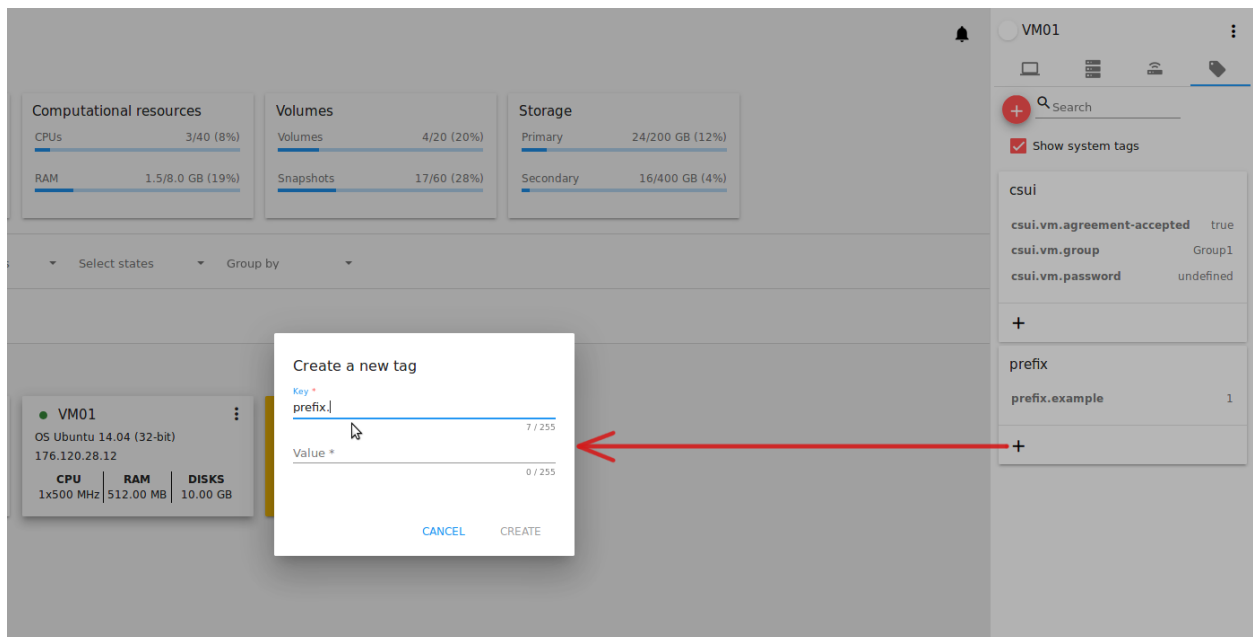 VM01
Search
Show system tags
csui
csui.vm.agreement-accepted true
csui.vm.group Group1
csui.vm.password undefined
+
prefix
prefix.example 1
+
Computational resources
CPUs 3/40 (8%)
RAM 1.5/8.0 GB (19%)
Volumes
Volumes 4/20 (20%)
Snapshots 17/60 (28%)
Storage
Primary 24/200 GB (12%)
Secondary 16/400 GB (4%)
Select states
Group by
VM01
OS Ubuntu 14.04 (32-bit)
176.120.28.12
CPU RAM DISKS
1x500 MHz 512.00 MB 10.00 GB
Create a new tag
Key *
prefix.
7 / 255
Value *
0 / 255
CANCEL CREATE